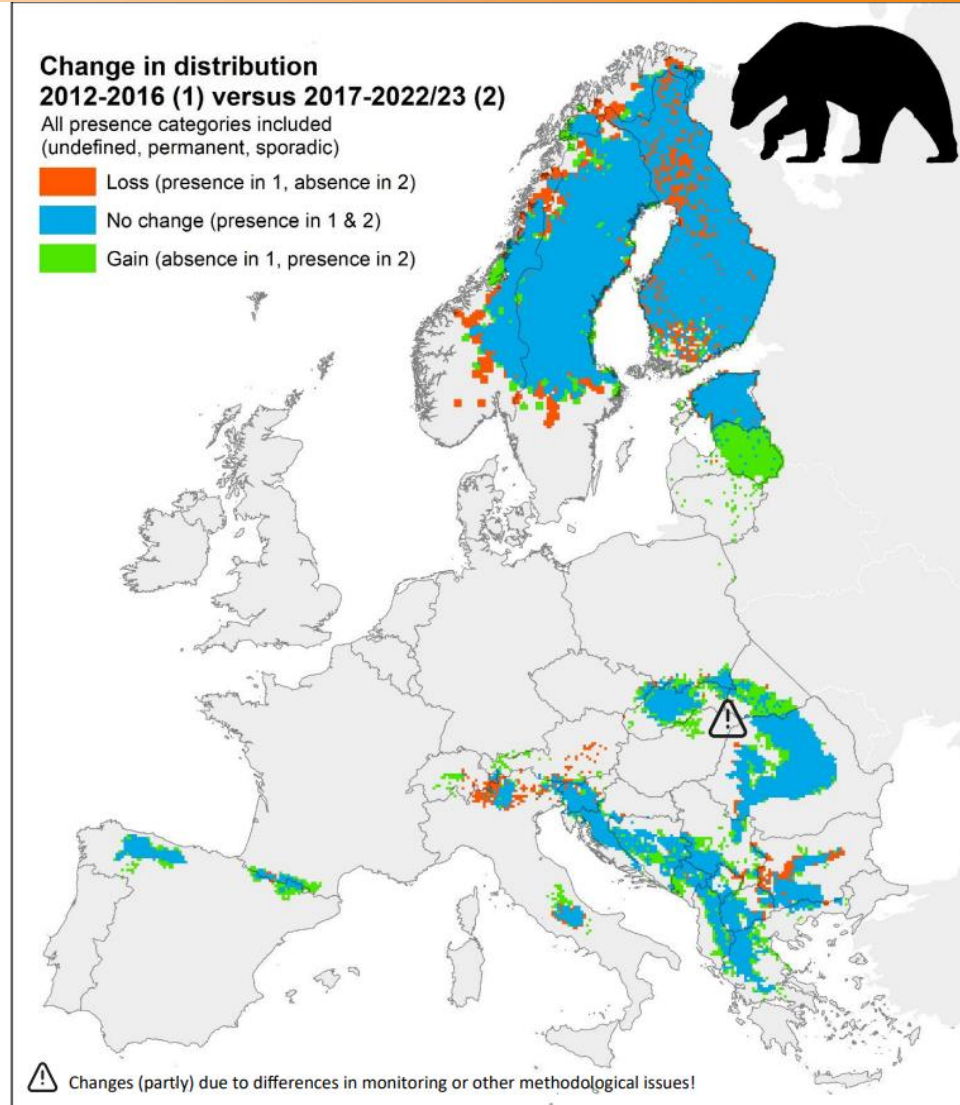 Change in distribution
2012-2016 (1) versus 2017-2022/23 (2)
All presence categories included
(undefined, permanent, sporadic)
Loss (presence in 1, absence in 2)
No change (presence in 1 & 2)
Gain (absence in 1, presence in 2)
!
! Changes (partly) due to differences in monitoring or other methodological issues!